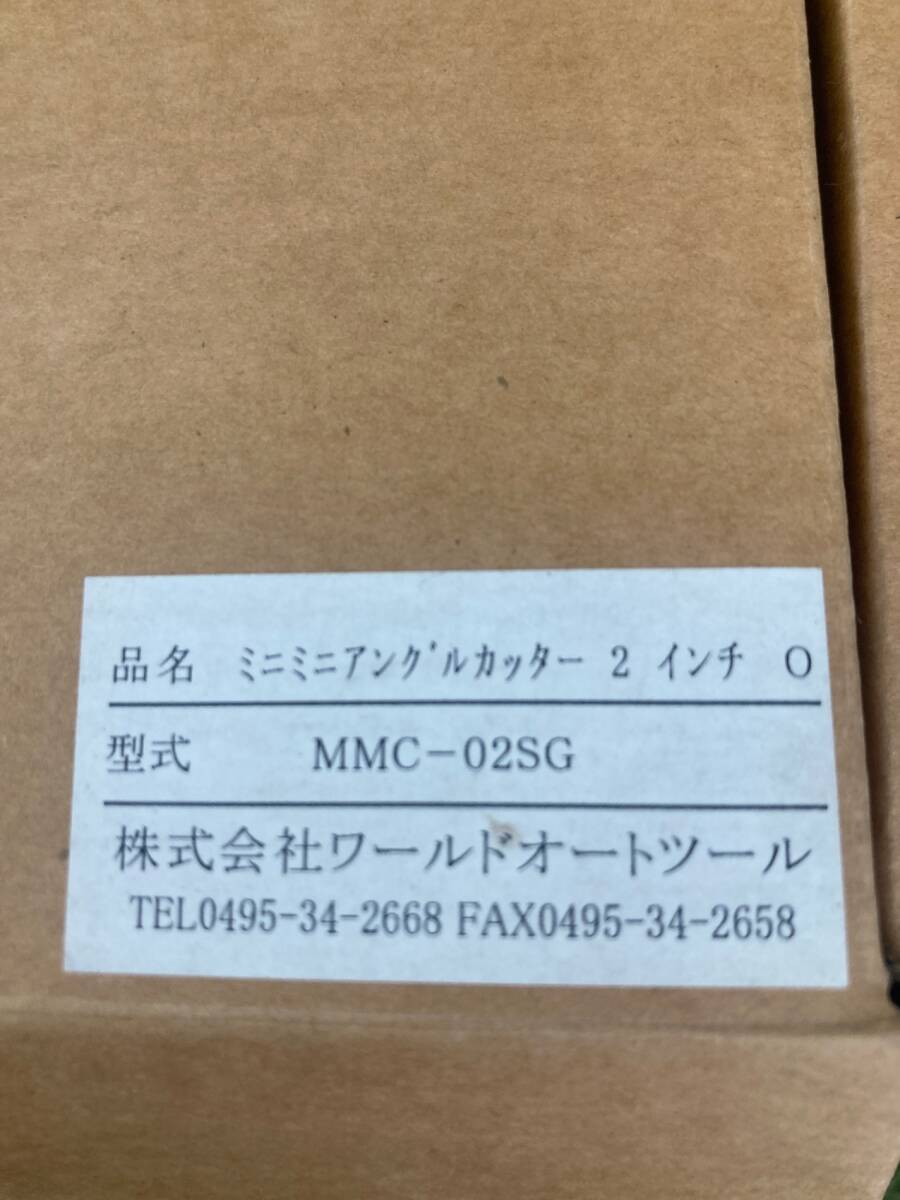 品名 ﾐﾆﾐﾆｱﾝｸﾞﾙｶｯﾀｰ 2 ｲﾝﾁ O
型式 MMC-02SG
株式会社ワールドオートツール
TEL0495-34-2668 FAX0495-34-2658